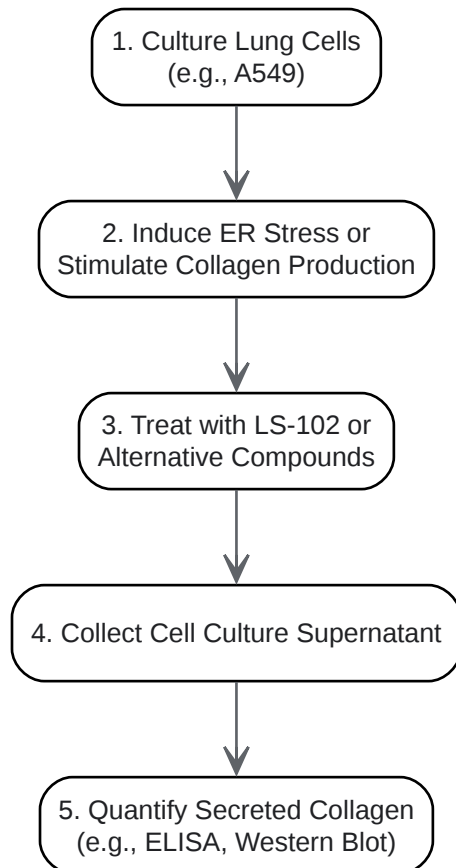 1. Culture Lung Cells
(e.g., A549)
2. Induce ER Stress or
Stimulate Collagen Production
3. Treat with LS-102 or
Alternative Compounds
4. Collect Cell Culture Supernatant
5. Quantify Secreted Collagen
(e.g., ELISA, Western Blot)